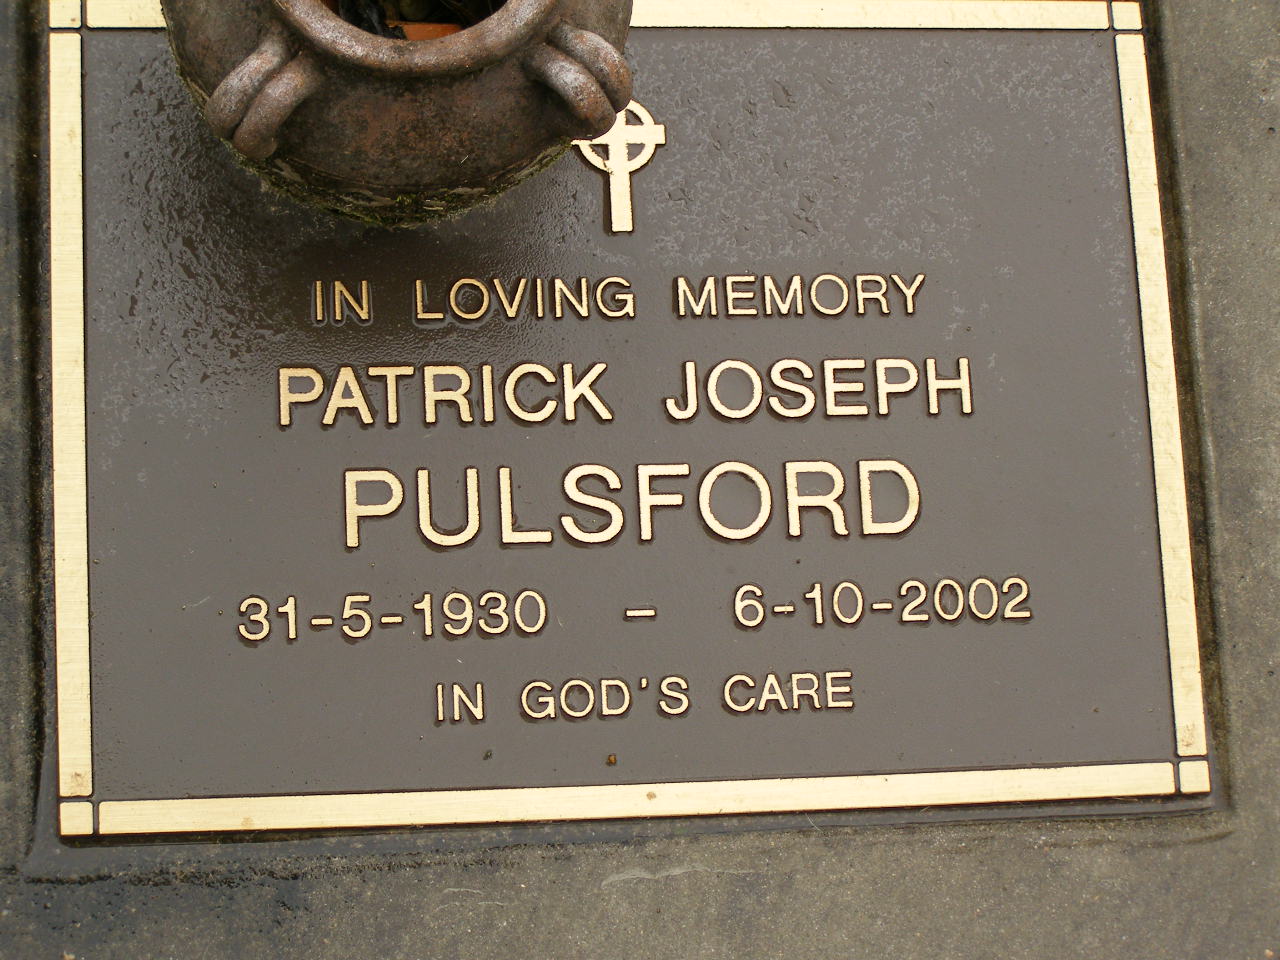 IN LOVING MEMORY
PATRICK JOSEPH
PULSFORD
31-5-1930 - 6-10-2002
IN GOD'S CARE